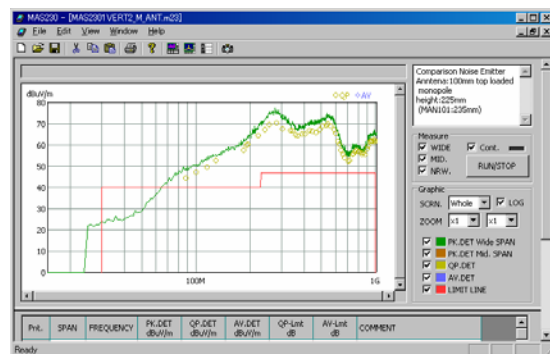 MAS230 - [MAS2301VERT2_M_ANT.m23]
File Edit View Window Help
dBuV/m
QP AV
80
70
60
50
40
30
20
10
0
100M
1G
Comparison Noise Emitter
Anntena:100mm top loaded
monopole
height:225mm
(MAN101:235mm)
Measure
WIDE
Cont.
MID.
NRW.
RUN/STOP
Graphic
SCRN. Whole LOG
ZOOM x1 x1
PK.DET Wide SPAN
PK.DET Mid. SPAN
QP.DET
AV.DET
LIMIT LINE
Pnt. SPAN FREQUENCY PK.DET dBuV/m QP.DET dBuV/m AV.DET dBuV/m QP-Lmt dB AV-Lmt dB COMMENT
Ready